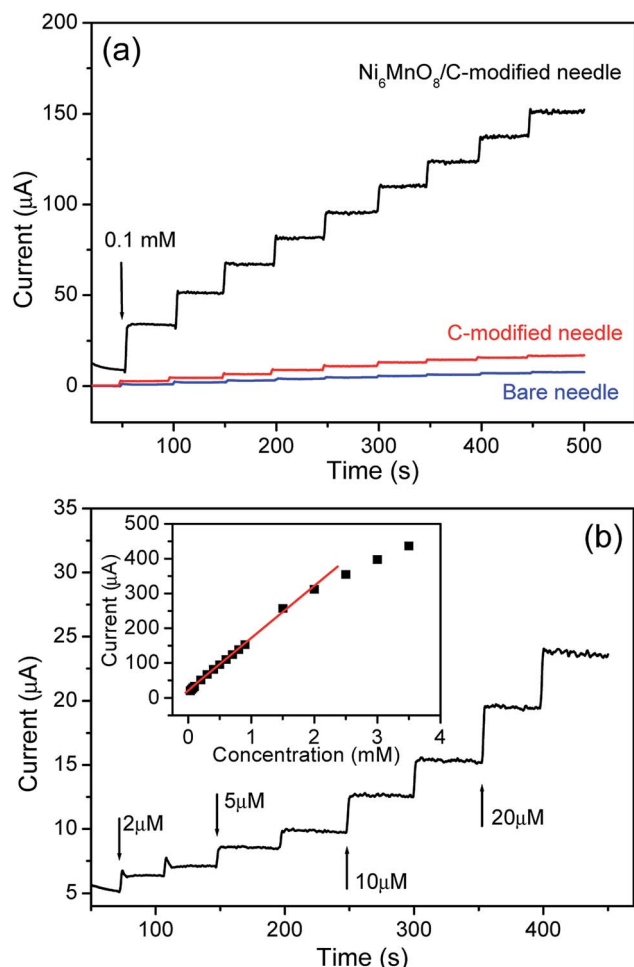 (a)
Ni₆MnO₈/C-modified needle
0.1 mM
C-modified needle
Bare needle
Current (μA)
200
150
100
50
0
100 200 300 400 500
Time (s)
(b)
Current (μA)
35
30
25
20
15
10
5
Current (μA)
500
400
300
200
100
0
0 1 2 3 4
Concentration (mM)
2μM
5μM
10μM
20μM
100 200 300 400
Time (s)